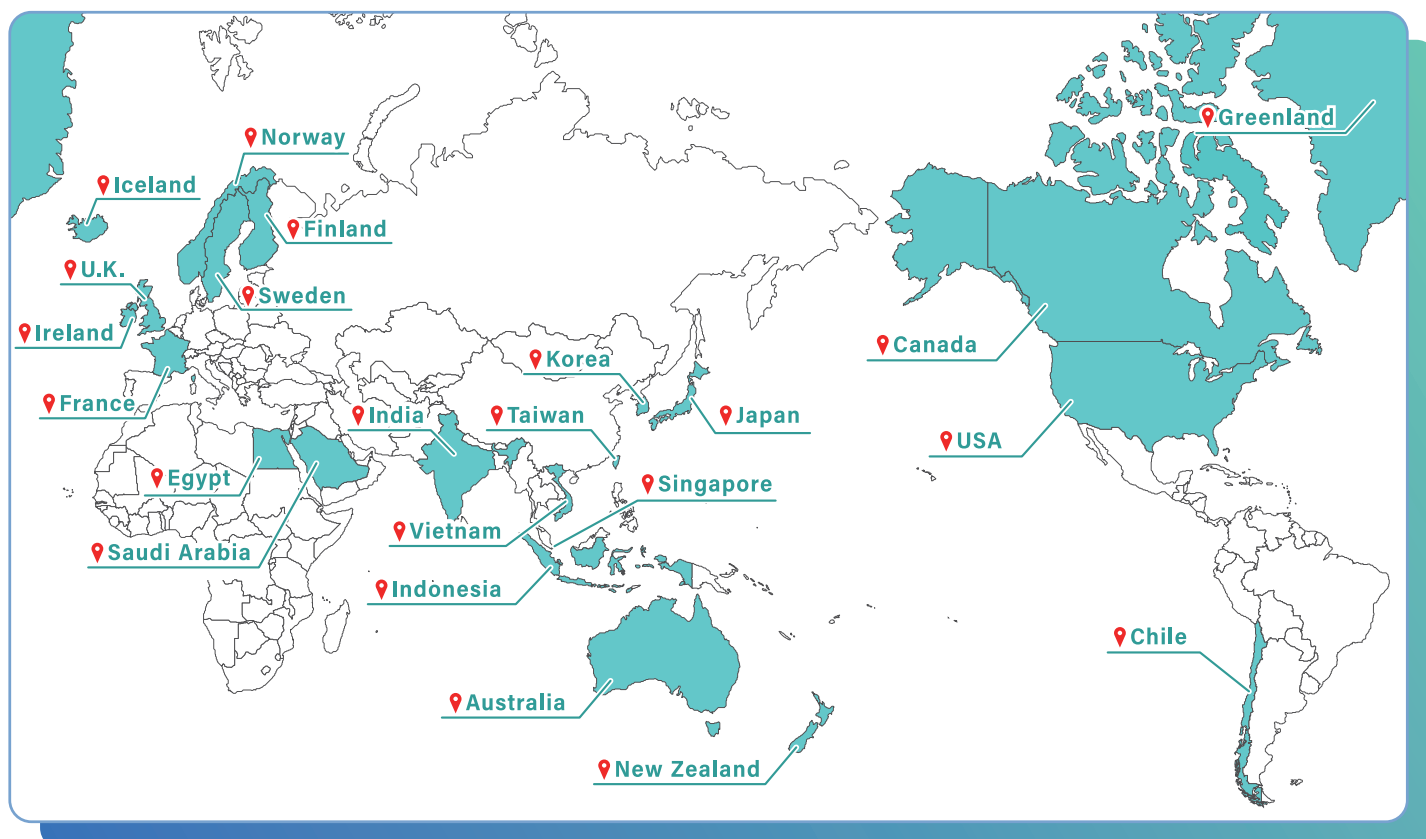 Greenland
Norway
Iceland
Finland
U.K.
Sweden
Ireland
Canada
Korea
France
India
Taiwan
Japan
USA
Egypt
Singapore
Vietnam
Saudi Arabia
Indonesia
Chile
Australia
New Zealand